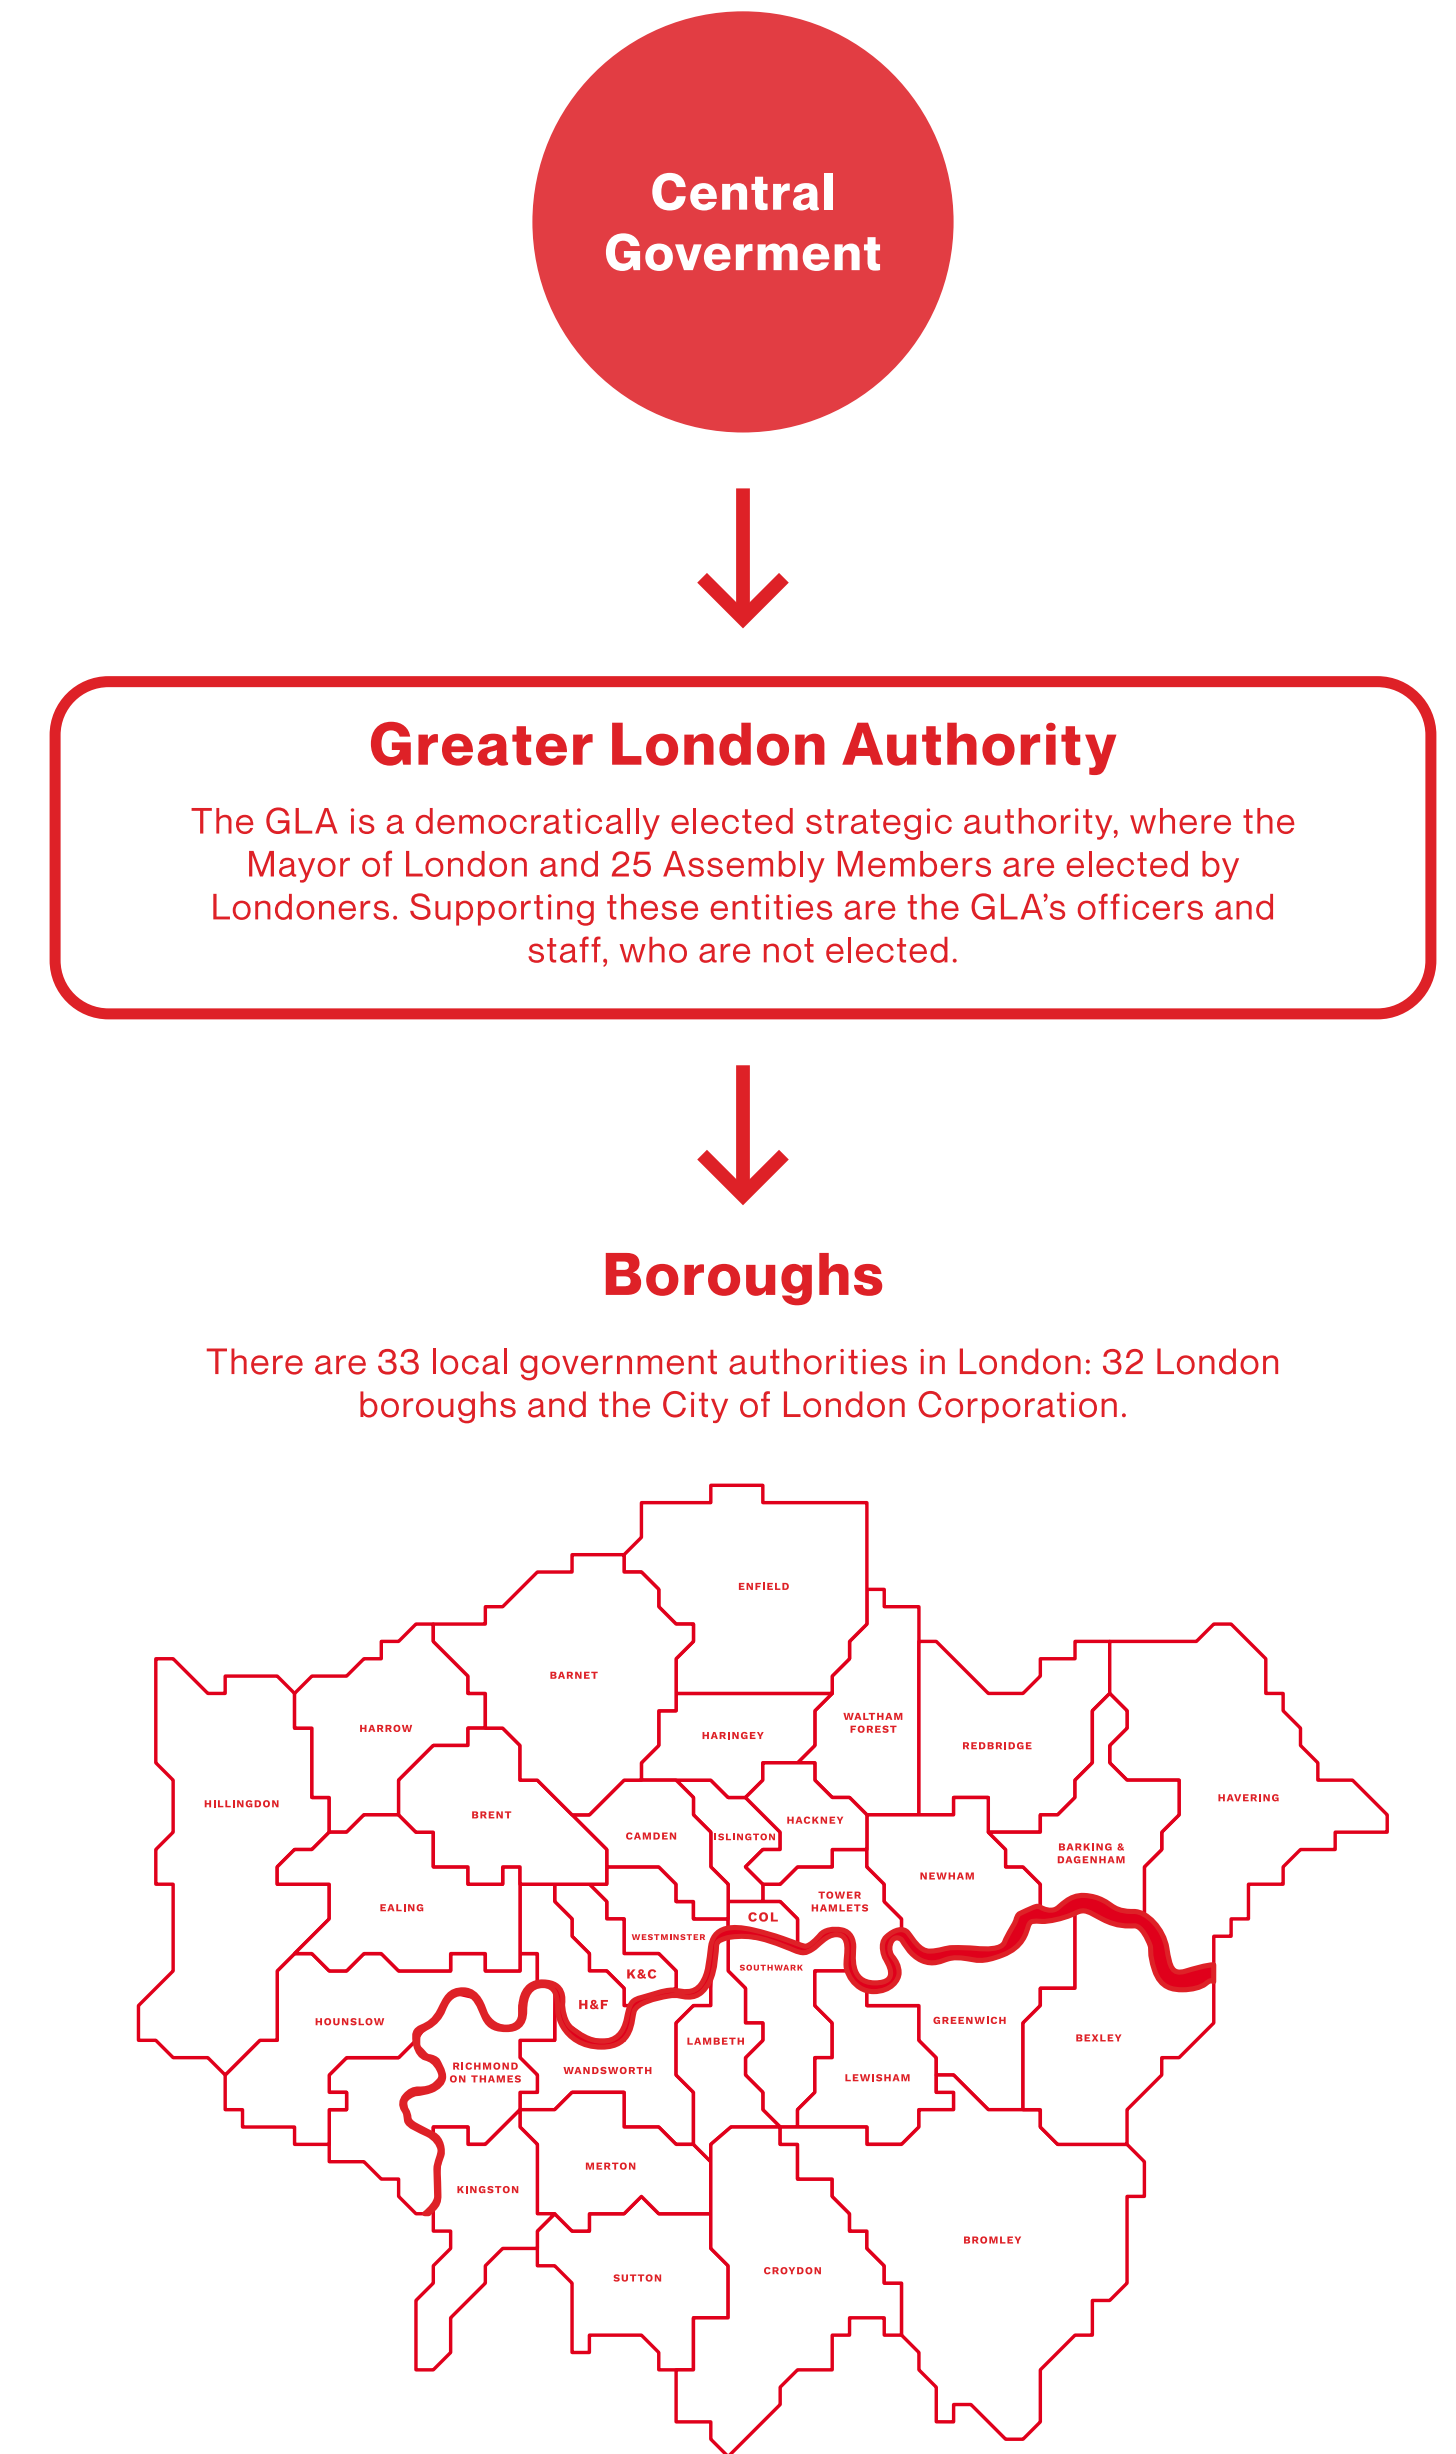 Central
Goverment
Greater London Authority
The GLA is a democratically elected strategic authority, where the
Mayor of London and 25 Assembly Members are elected by
Londoners. Supporting these entities are the GLA’s officers and
staff, who are not elected.
Boroughs
There are 33 local government authorities in London: 32 London
boroughs and the City of London Corporation.
ENFIELD
BARNET
HARROW
HARINGEY
WALTHAM
FOREST
REDBRIDGE
HILLINGDON
HAVERING
BRENT
CAMDEN
ISLINGTON
HACKNEY
BARKING &
DAGENHAM
NEWHAM
EALING
TOWER
HAMLETS
COL
WESTMINSTER
K&C
SOUTHWARK
H&F
HOUNSLOW
GREENWICH
BEXLEY
LAMBETH
RICHMOND
ON THAMES
WANDSWORTH
LEWISHAM
MERTON
KINGSTON
BROMLEY
SUTTON
CROYDON